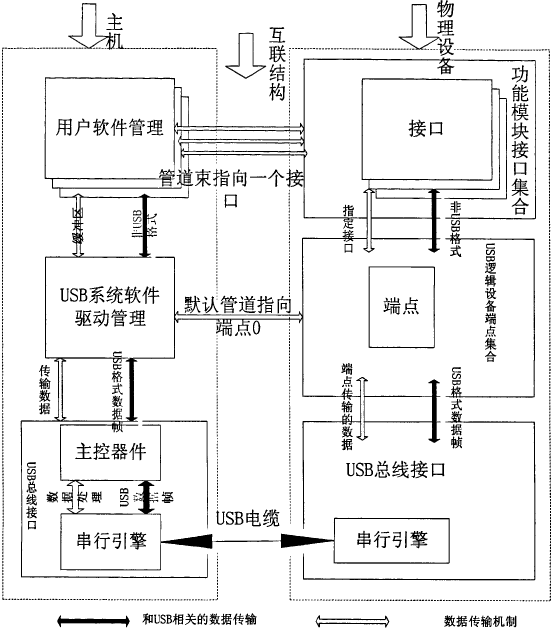 主机
互联结构
物理设备
用户软件管理
接口
功能模块接口集合
管道束指向一个接
口
缓冲区
非USB
格式
指定接口
非USB格式
USB系统软件
驱动管理
默认管道指向
端点0
端点
USB逻辑设备
端点集合
传输数据
USB格式数据
帧
端点传输的数据
USB格式数据
帧
USB总线接口
主控器件
数据处理
USB
数据帧
串行引擎
USB电缆
USB总线接口
串行引擎
和USB相关的数据传输
数据传输机制